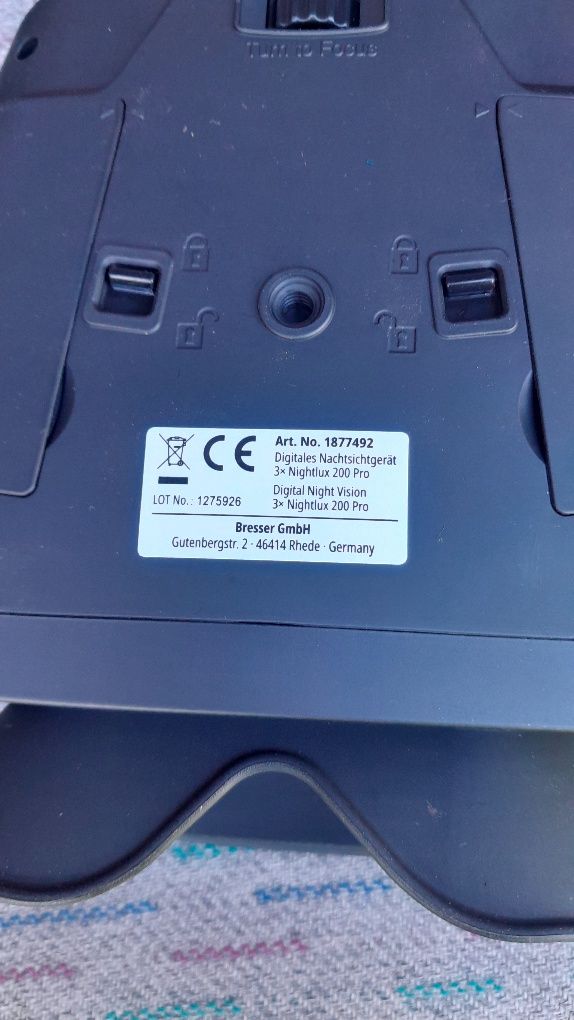 Turn to Focus
CE
Art. No. 1877492
Digitales Nachtsichtgerät
3× Nightlux 200 Pro
Digital Night Vision
3× Nightlux 200 Pro
LOT No.: 1275926
Bresser GmbH
Gutenbergstr. 2 · 46414 Rhede · Germany